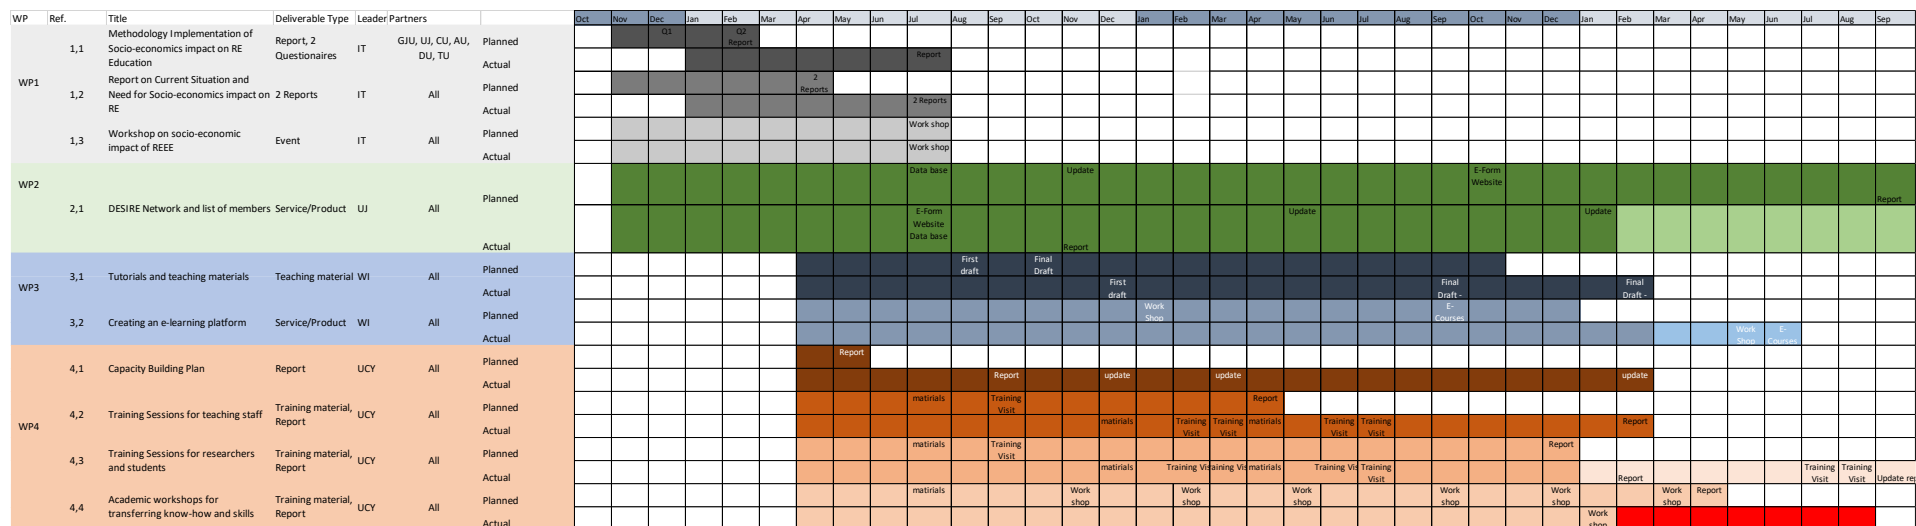 WP Ref. Title Deliverable Type Leader Partners Oct Nov Dec Jan Feb Mar Apr May Jun Jul Aug Sep Oct Nov Dec Jan Feb Mar Apr May Jun Jul Aug Sep Oct Nov Dec Jan Feb Mar Apr May Jun Jul Aug Sep
WP1
1,1
Methodology Implementation of
Socio-economics impact on RE
Education
Report, 2
Questionaires
IT
GJU, UJ, CU, AU,
DU, TU
Planned
Q1
Q2
Report
Actual
Report
1,2
Report on Current Situation and
Need for Socio-economics impact on
RE
2 Reports
IT
All
Planned
2
Reports
Actual
2 Reports
1,3
Workshop on socio-economic
impact of REEE
Event
IT
All
Planned
Work shop
Actual
Work shop
WP2
2,1
DESIRE Network and list of members
Service/Product
UJ
All
Planned
Data base
Update
E-Form
Website
Report
Actual
E-Form
Website
Data base
Report
Update
Update
WP3
3,1
Tutorials and teaching materials
Teaching material
WI
All
Planned
First
draft
Final
Draft
Actual
First
draft
Final
Draft -
Final
Draft -
3,2
Creating an e-learning platform
Service/Product
WI
All
Planned
Work
Shop
E-
Courses
Actual
Work
Shop
E-
Courses
WP4
4,1
Capacity Building Plan
Report
UCY
All
Planned
Report
Actual
Report
update
update
update
4,2
Training Sessions for teaching staff
Training material,
Report
UCY
All
Planned
matirials
Training
Visit
Report
Actual
matirials
Training
Visit
Training
Visit
matirials
Training
Visit
Training
Visit
Report
4,3
Training Sessions for researchers
and students
Training material,
Report
UCY
All
Planned
matirials
Training
Visit
Report
Actual
matirials
Training Vis
matirials
Training Vis
Training
Visit
Report
Training
Visit
Training
Visit
Update re
4,4
Academic workshops for
transferring know-how and skills
Training material,
Report
UCY
All
Planned
matirials
Work
shop
Work
shop
Work
shop
Work
shop
Work
shop
Work
shop
Report
Actual
Work
shop